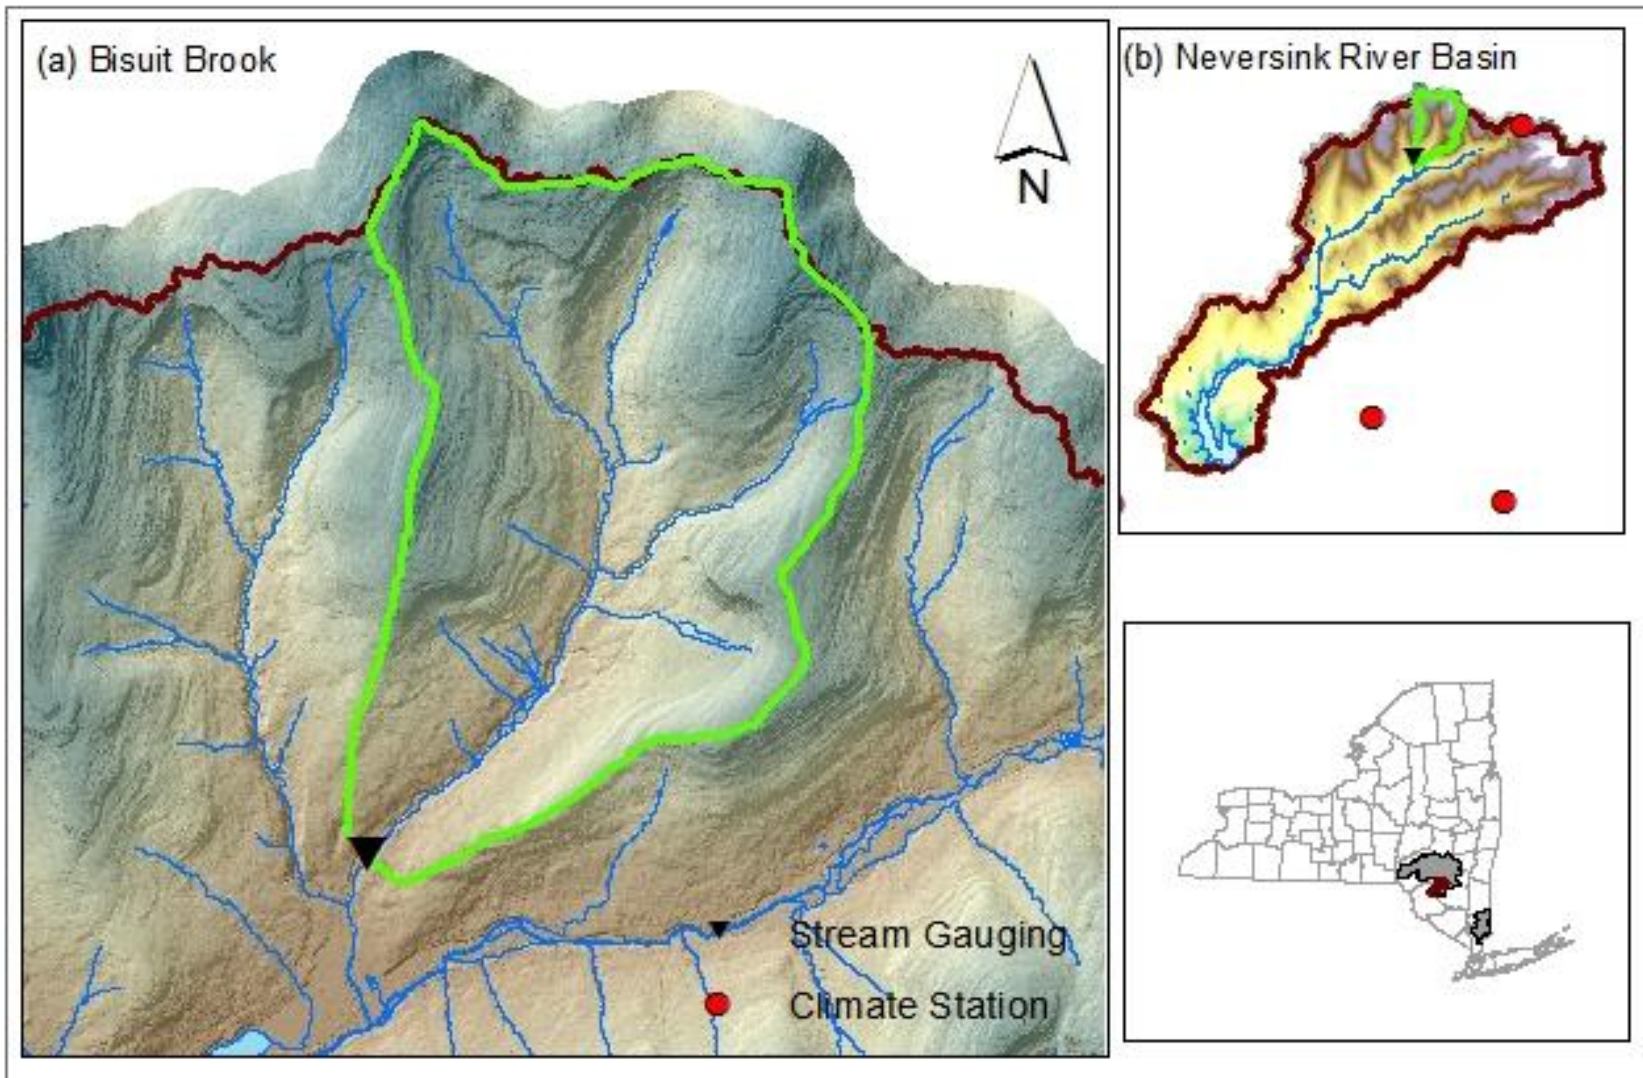 (a) Bisuit Brook
N
Stream Gauging
Climate Station
(b) Neversink River Basin